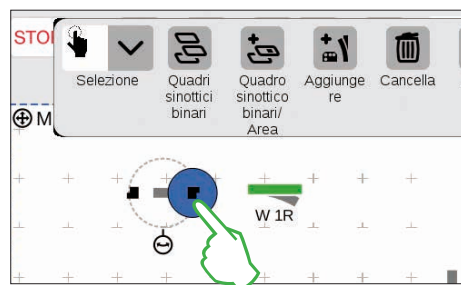 STO
Selezione
Quadri
sinottici
binari
Quadro
sinottico
binari/
Area
Aggiunge
re
Cancella
M
W 1R